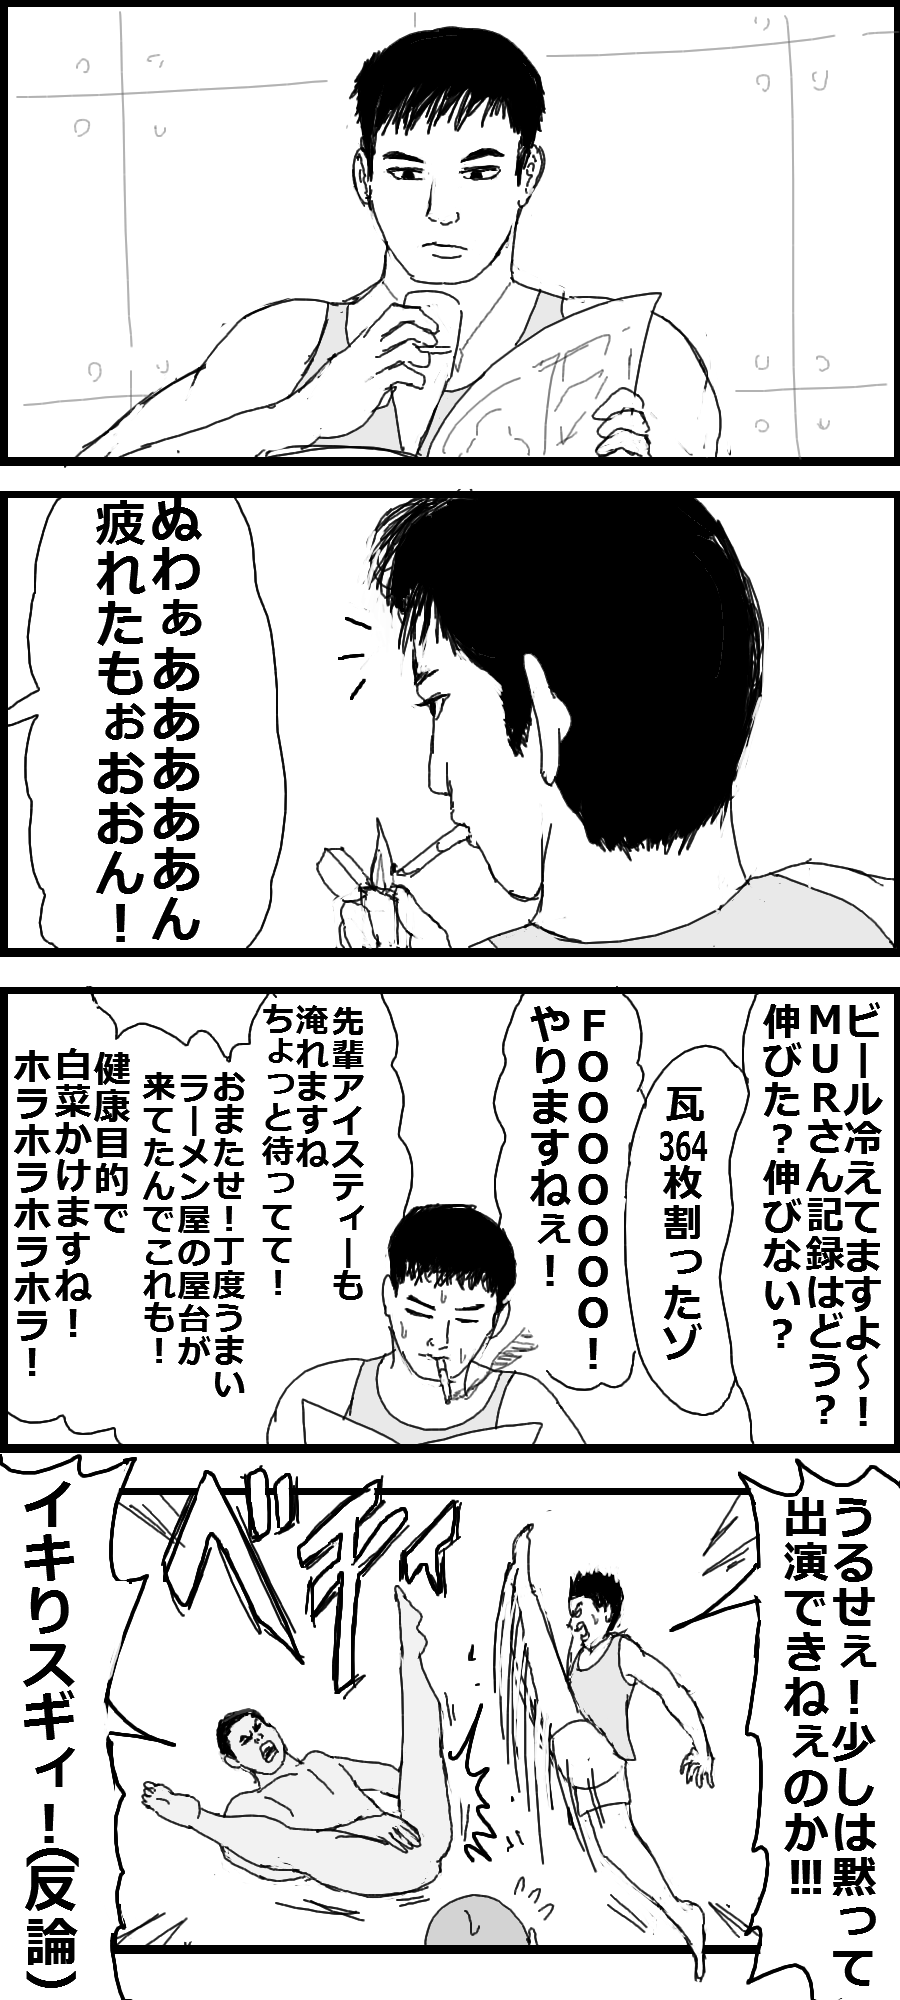 ぬわぁああああああん
疲れたもぉおおおん！
ビール冷えてますよ～！
ＭＵＲさん記録はどう？
伸びた？伸びない？
瓦
364
枚割ったゾ
ＦＯＯＯＯＯＯＯ！
やりますねぇ！
先輩アイスティーも
淹れますね
ちょっと待ってて！
おまたせ！丁度うまい
ラーメン屋の屋台が
来てたんでこれも！
健康目的で
白菜かけますね！
ホラホラホラホラホラ！
うるせぇ！少しは黙って
出演できねぇのか!!!
ベキィ
イキりスギィ！(反論)